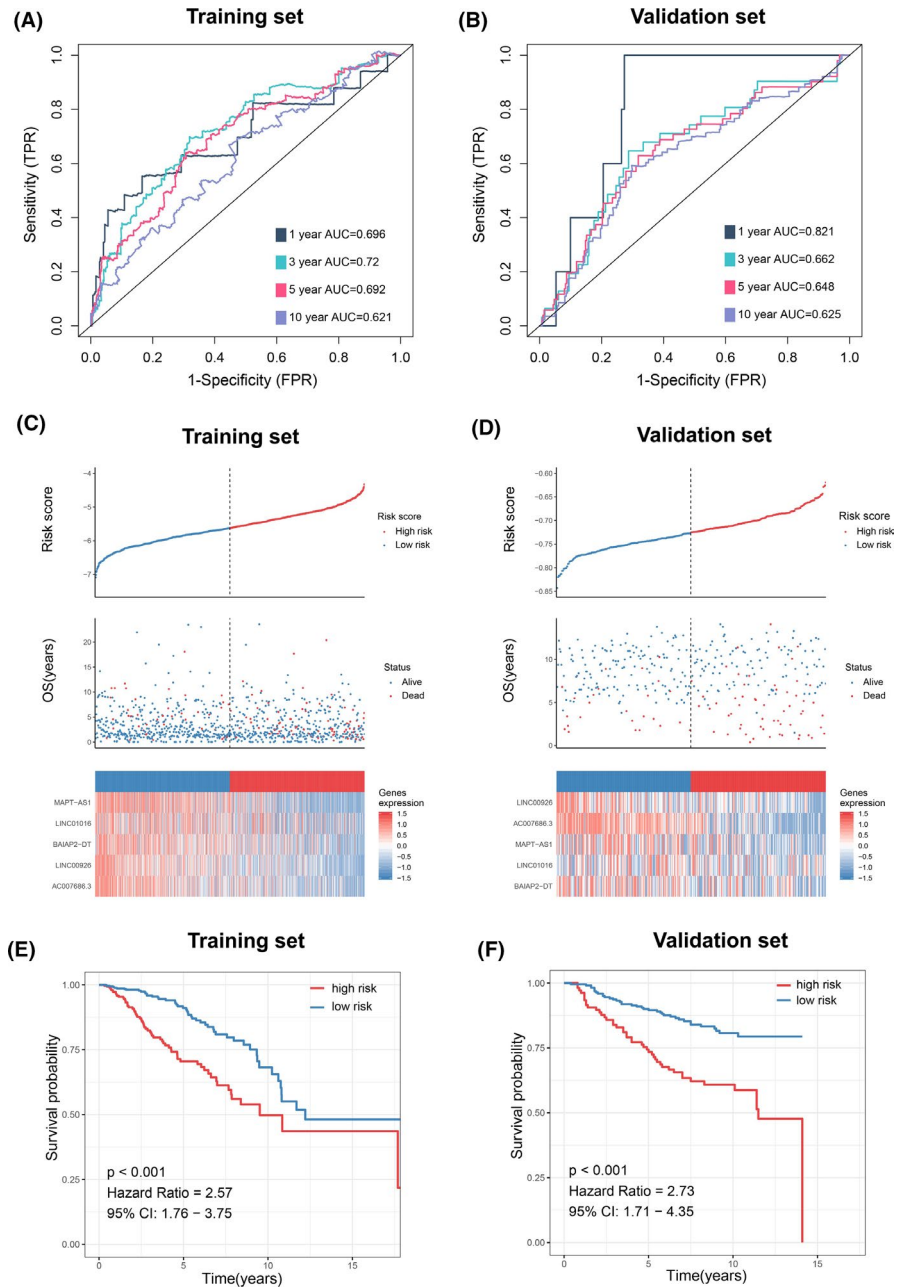 (A)
Training set
Sensitivity (TPR)
1.0
0.8
0.6
0.4
0.2
0.0
1 year AUC=0.696
3 year AUC=0.72
5 year AUC=0.692
10 year AUC=0.621
0.0 0.2 0.4 0.6 0.8 1.0
1-Specificity (FPR)
(B)
Validation set
Sensitivity (TPR)
1.0
0.8
0.6
0.4
0.2
0.0
1 year AUC=0.821
3 year AUC=0.662
5 year AUC=0.648
10 year AUC=0.625
0.0 0.2 0.4 0.6 0.8 1.0
1-Specificity (FPR)
(C)
Training set
Risk score
−4
−5
−6
−7
Risk score
High risk
Low risk
OS(years)
20
15
10
5
0
Status
Alive
Dead
MAPT−AS1
LINC01016
BAIAP2−DT
LINC00926
AC007686.3
Genes
expression
1.5
1.0
0.5
0.0
−0.5
−1.0
−1.5
(D)
Validation set
Risk score
−0.60
−0.65
−0.70
−0.75
−0.80
−0.85
Risk score
High risk
Low risk
OS(years)
10
5
0
Status
Alive
Dead
LINC00926
AC007686.3
MAPT−AS1
LINC01016
BAIAP2−DT
Genes
expression
1.5
1.0
0.5
0.0
−0.5
−1.0
−1.5
(E)
Training set
Survival probability
1.00
0.75
0.50
0.25
0.00
high risk
low risk
p < 0.001
Hazard Ratio = 2.57
95% CI: 1.76 − 3.75
0 5 10 15
Time(years)
(F)
Validation set
Survival probability
1.00
0.75
0.50
0.25
0.00
high risk
low risk
p < 0.001
Hazard Ratio = 2.73
95% CI: 1.71 − 4.35
0 5 10 15
Time(years)